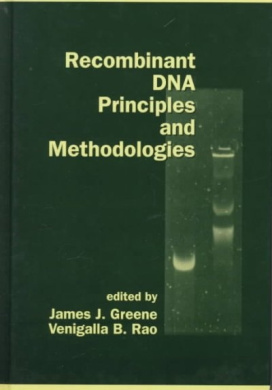 Recombinant
DNA
Principles
and
Methodologies
edited by
James J. Greene
Venigalla B. Rao